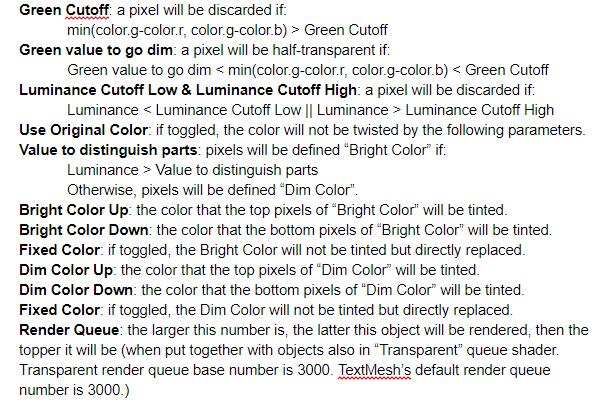 Green Cutoff: a pixel will be discarded if:
min(color.g-color.r, color.g-color.b) > Green Cutoff
Green value to go dim: a pixel will be half-transparent if:
Green value to go dim < min(color.g-color.r, color.g-color.b) < Green Cutoff
Luminance Cutoff Low & Luminance Cutoff High: a pixel will be discarded if:
Luminance < Luminance Cutoff Low || Luminance > Luminance Cutoff High
Use Original Color: if toggled, the color will not be twisted by the following parameters.
Value to distinguish parts: pixels will be defined “Bright Color” if:
Luminance > Value to distinguish parts
Otherwise, pixels will be defined “Dim Color”.
Bright Color Up: the color that the top pixels of “Bright Color” will be tinted.
Bright Color Down: the color that the bottom pixels of “Bright Color” will be tinted.
Fixed Color: if toggled, the Bright Color will not be tinted but directly replaced.
Dim Color Up: the color that the top pixels of “Dim Color” will be tinted.
Dim Color Down: the color that the bottom pixels of “Dim Color” will be tinted.
Fixed Color: if toggled, the Dim Color will not be tinted but directly replaced.
Render Queue: the larger this number is, the latter this object will be rendered, then the
topper it will be (when put together with objects also in “Transparent” queue shader.
Transparent render queue base number is 3000. TextMesh’s default render queue
number is 3000.)